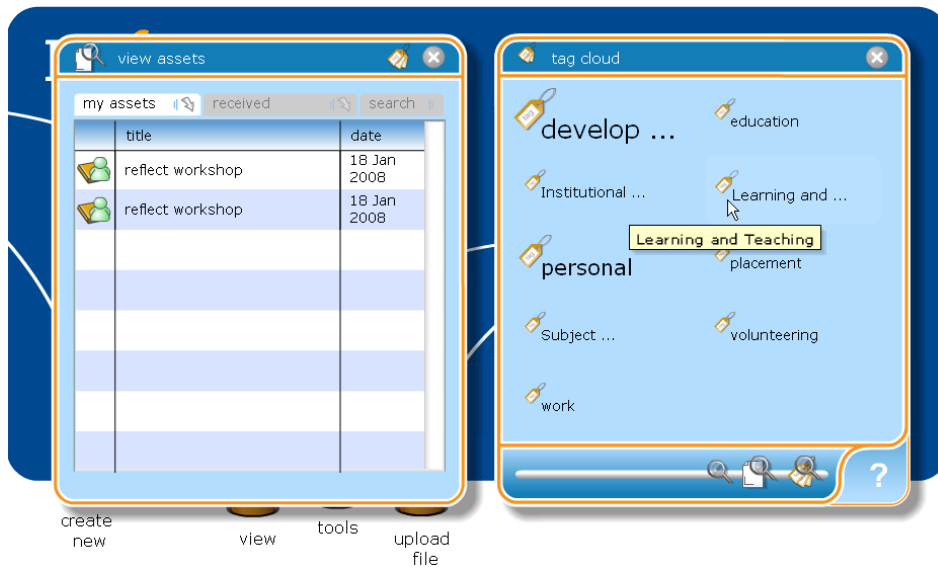 view assets
my assets
received
search
title
date
reflect workshop
18 Jan
2008
reflect workshop
18 Jan
2008
tag cloud
tag
develop ...
education
Institutional ...
Learning and ...
Learning and Teaching
personal
placement
Subject ...
volunteering
work
?
create
new
view
tools
upload
file